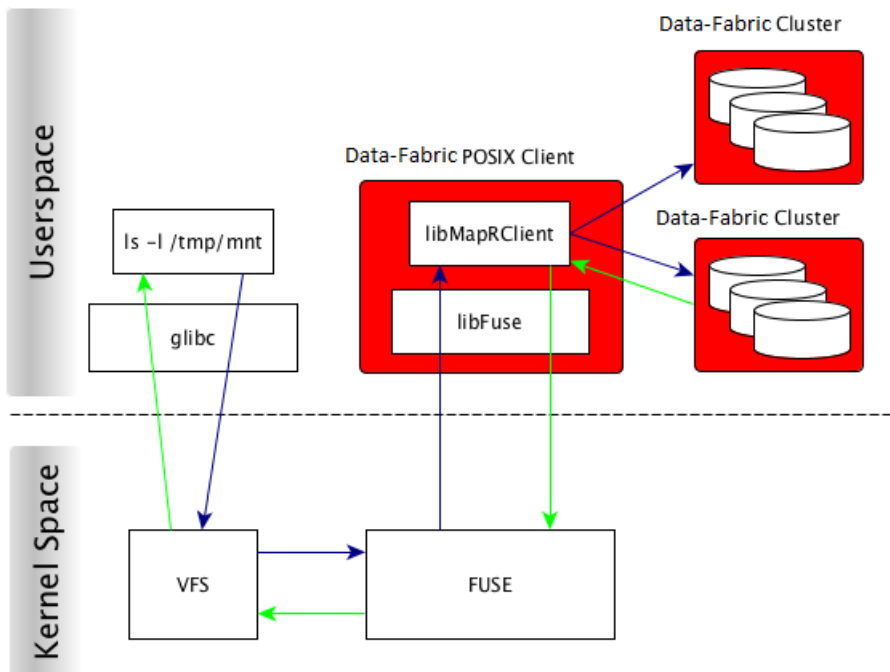 Userspace
Data-Fabric Cluster
Data-Fabric POSIX Client
ls -l /tmp/mnt
libMapRClient
Data-Fabric Cluster
glibc
libFuse
Kernel Space
VFS
FUSE